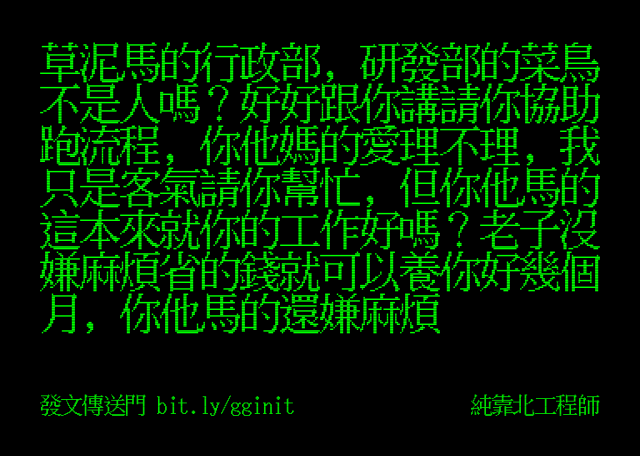 草泥馬的行政部，研發部的菜鳥
不是人嗎？好好跟你講請你協助
跑流程，你他媽的愛理不理，我
只是客氣請你幫忙，但你他馬的
這本來就你的工作好嗎？老子沒
嫌麻煩省的錢就可以養你好幾個
月，你他馬的還嫌麻煩
發文傳送門 bit.ly/gginit
純靠北工程師